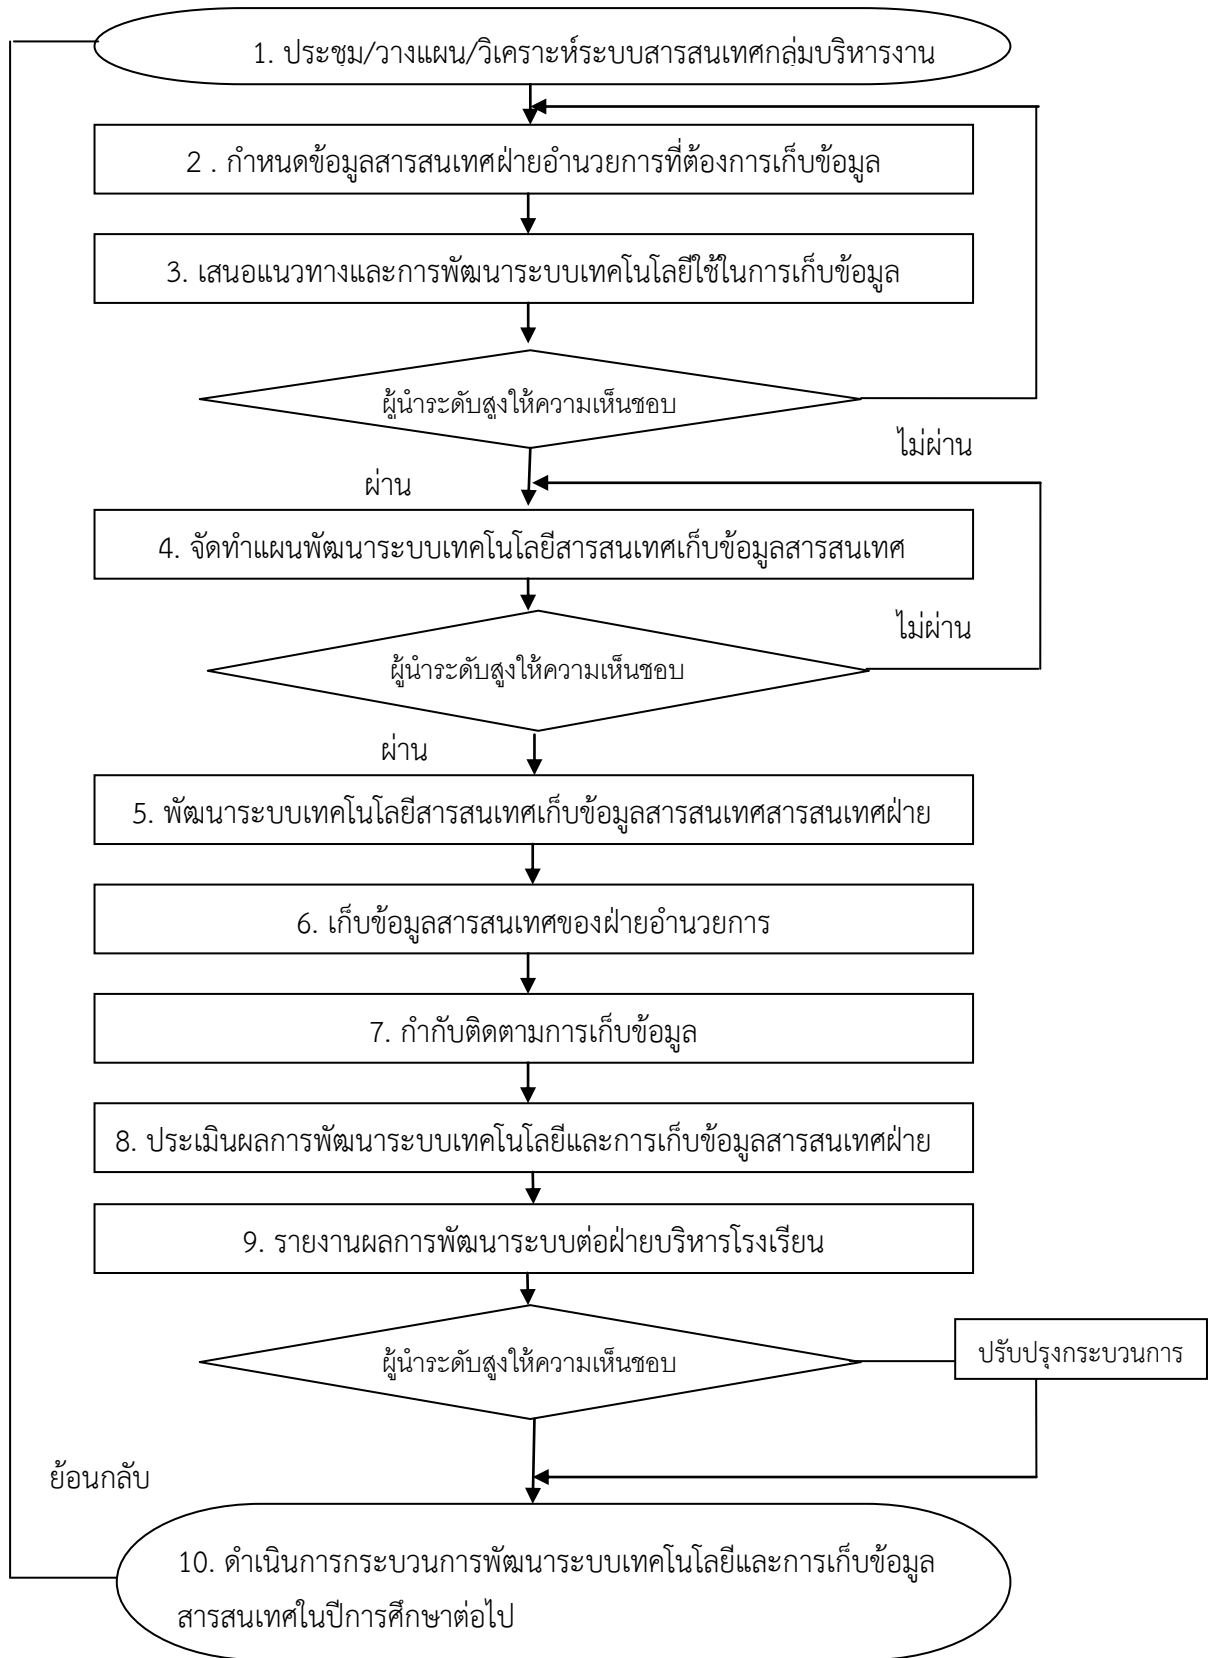 1. ประชุม/วางแผน/วิเคราะห์ระบบสารสนเทศกลุ่มบริหารงาน
2 . กำหนดข้อมูลสารสนเทศฝ่ายอำนวยการที่ต้องการเก็บข้อมูล
3. เสนอแนวทางและการพัฒนาระบบเทคโนโลยีใช้ในการเก็บข้อมูล
ผู้นำระดับสูงให้ความเห็นชอบ
ไม่ผ่าน
ผ่าน
4. จัดทำแผนพัฒนาระบบเทคโนโลยีสารสนเทศเก็บข้อมูลสารสนเทศ
ไม่ผ่าน
ผู้นำระดับสูงให้ความเห็นชอบ
ผ่าน
5. พัฒนาระบบเทคโนโลยีสารสนเทศเก็บข้อมูลสารสนเทศสารสนเทศฝ่าย
6. เก็บข้อมูลสารสนเทศของฝ่ายอำนวยการ
7. กำกับติดตามการเก็บข้อมูล
8. ประเมินผลการพัฒนาระบบเทคโนโลยีและการเก็บข้อมูลสารสนเทศฝ่าย
9. รายงานผลการพัฒนาระบบต่อฝ่ายบริหารโรงเรียน
ผู้นำระดับสูงให้ความเห็นชอบ
ปรับปรุงกระบวนการ
ย้อนกลับ
10. ดำเนินการกระบวนการพัฒนาระบบเทคโนโลยีและการเก็บข้อมูล
สารสนเทศในปีการศึกษาต่อไป